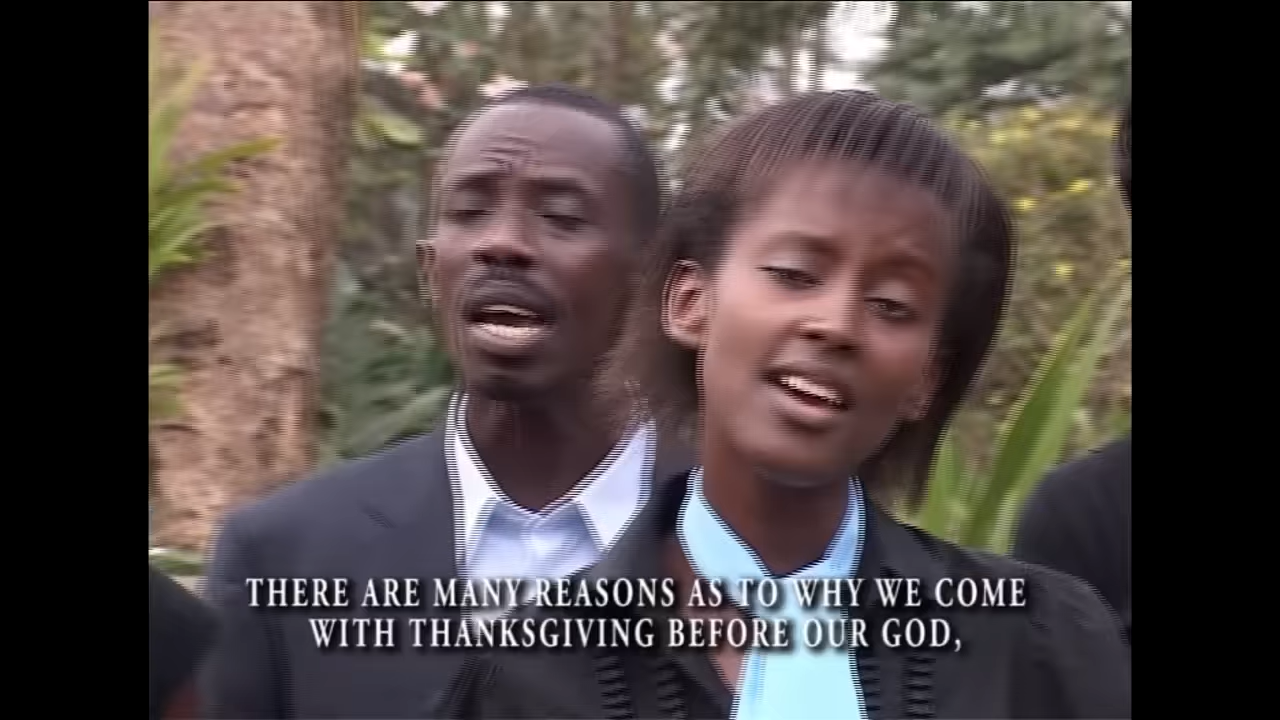 THERE ARE MANY REASONS AS TO WHY WE COME
WITH THANKSGIVING BEFORE OUR GOD,